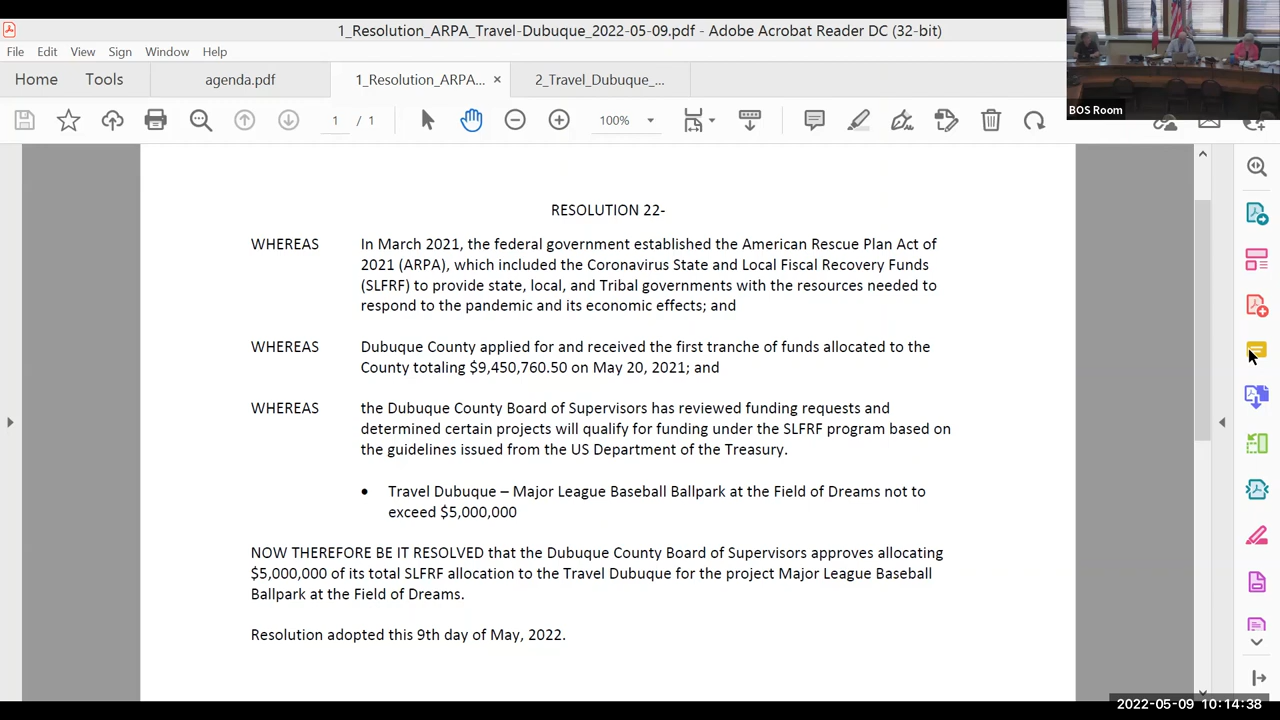 1_Resolution_ARPA_Travel-Dubuque_2022-05-09.pdf - Adobe Acrobat Reader DC (32-bit)
File Edit View Sign Window Help
Home Tools agenda.pdf 1_Resolution_ARPA... × 2_Travel_Dubuque_...
1 / 1 100%
BOS Room
RESOLUTION 22-
WHEREAS In March 2021, the federal government established the American Rescue Plan Act of
2021 (ARPA), which included the Coronavirus State and Local Fiscal Recovery Funds
(SLFRF) to provide state, local, and Tribal governments with the resources needed to
respond to the pandemic and its economic effects; and
WHEREAS Dubuque County applied for and received the first tranche of funds allocated to the
County totaling $9,450,760.50 on May 20, 2021; and
WHEREAS the Dubuque County Board of Supervisors has reviewed funding requests and
determined certain projects will qualify for funding under the SLFRF program based on
the guidelines issued from the US Department of the Treasury.
• Travel Dubuque – Major League Baseball Ballpark at the Field of Dreams not to
exceed $5,000,000
NOW THEREFORE BE IT RESOLVED that the Dubuque County Board of Supervisors approves allocating
$5,000,000 of its total SLFRF allocation to the Travel Dubuque for the project Major League Baseball
Ballpark at the Field of Dreams.
Resolution adopted this 9th day of May, 2022.
2022-05-09 10:14:38